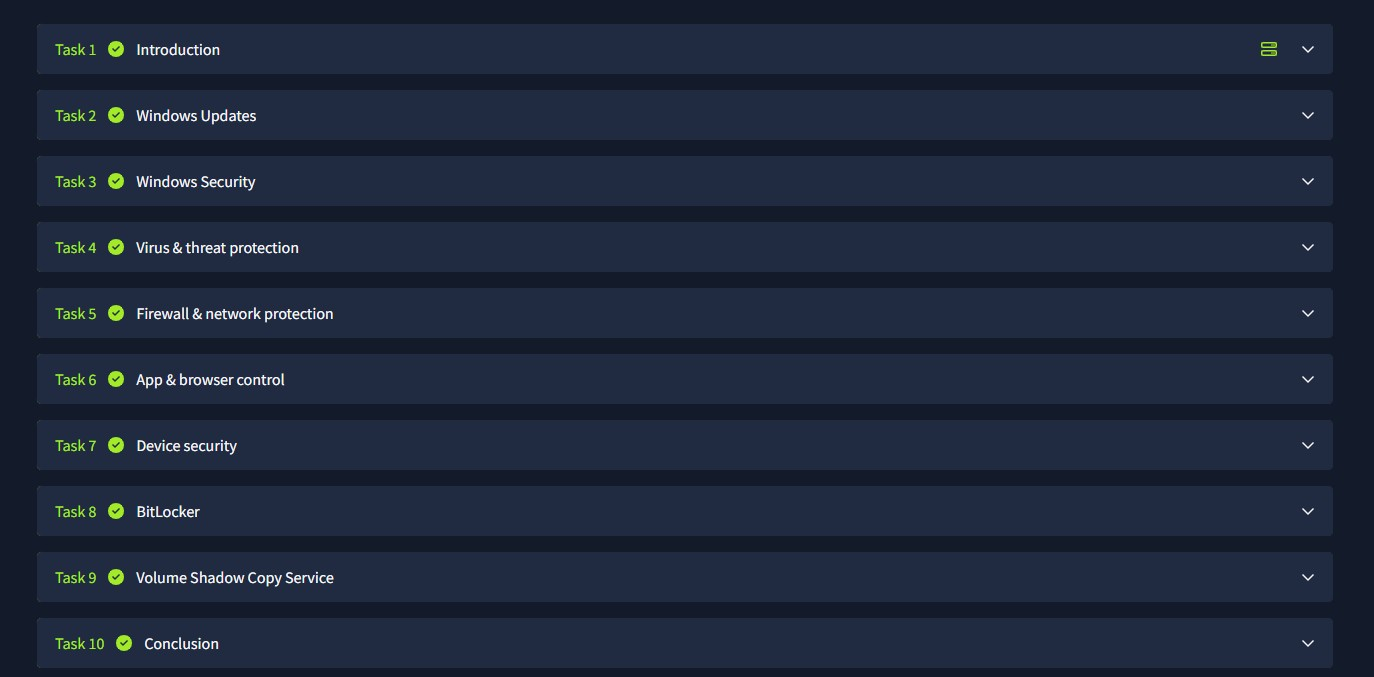 Task 1 Introduction
Task 2 Windows Updates
Task 3 Windows Security
Task 4 Virus & threat protection
Task 5 Firewall & network protection
Task 6 App & browser control
Task 7 Device security
Task 8 BitLocker
Task 9 Volume Shadow Copy Service
Task 10 Conclusion